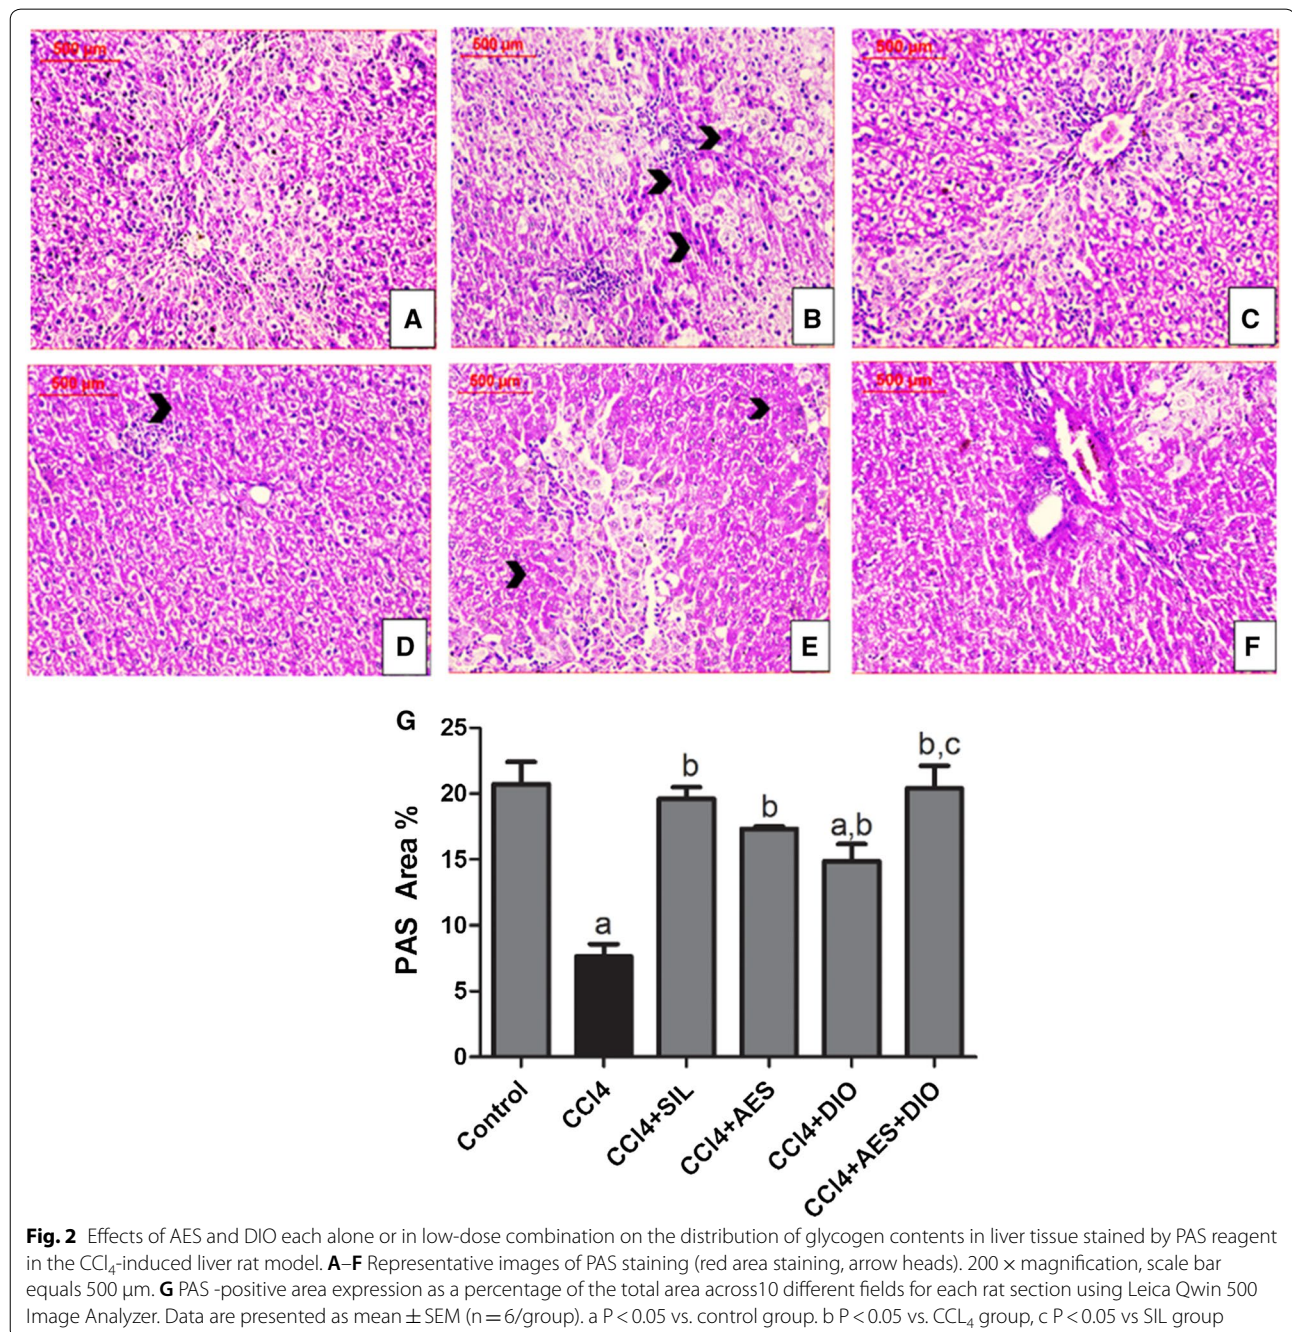 500 µm
500 µm
500 µm
A
B
C
500 µm
500 µm
500 µm
D
E
F
G
PAS Area %
25
20
15
10
5
0
a
b
b
a,b
b,c
Control
CCl4
CCl4+SIL
CCl4+AES
CCl4+DIO
CCl4+AES+DIO
Fig. 2 Effects of AES and DIO each alone or in low-dose combination on the distribution of glycogen contents in liver tissue stained by PAS reagent
in the CCl₄-induced liver rat model. A–F Representative images of PAS staining (red area staining, arrow heads). 200 × magnification, scale bar
equals 500 µm. G PAS -positive area expression as a percentage of the total area across10 different fields for each rat section using Leica Qwin 500
Image Analyzer. Data are presented as mean ± SEM (n = 6/group). a P < 0.05 vs. control group. b P < 0.05 vs. CCL₄ group, c P < 0.05 vs SIL group